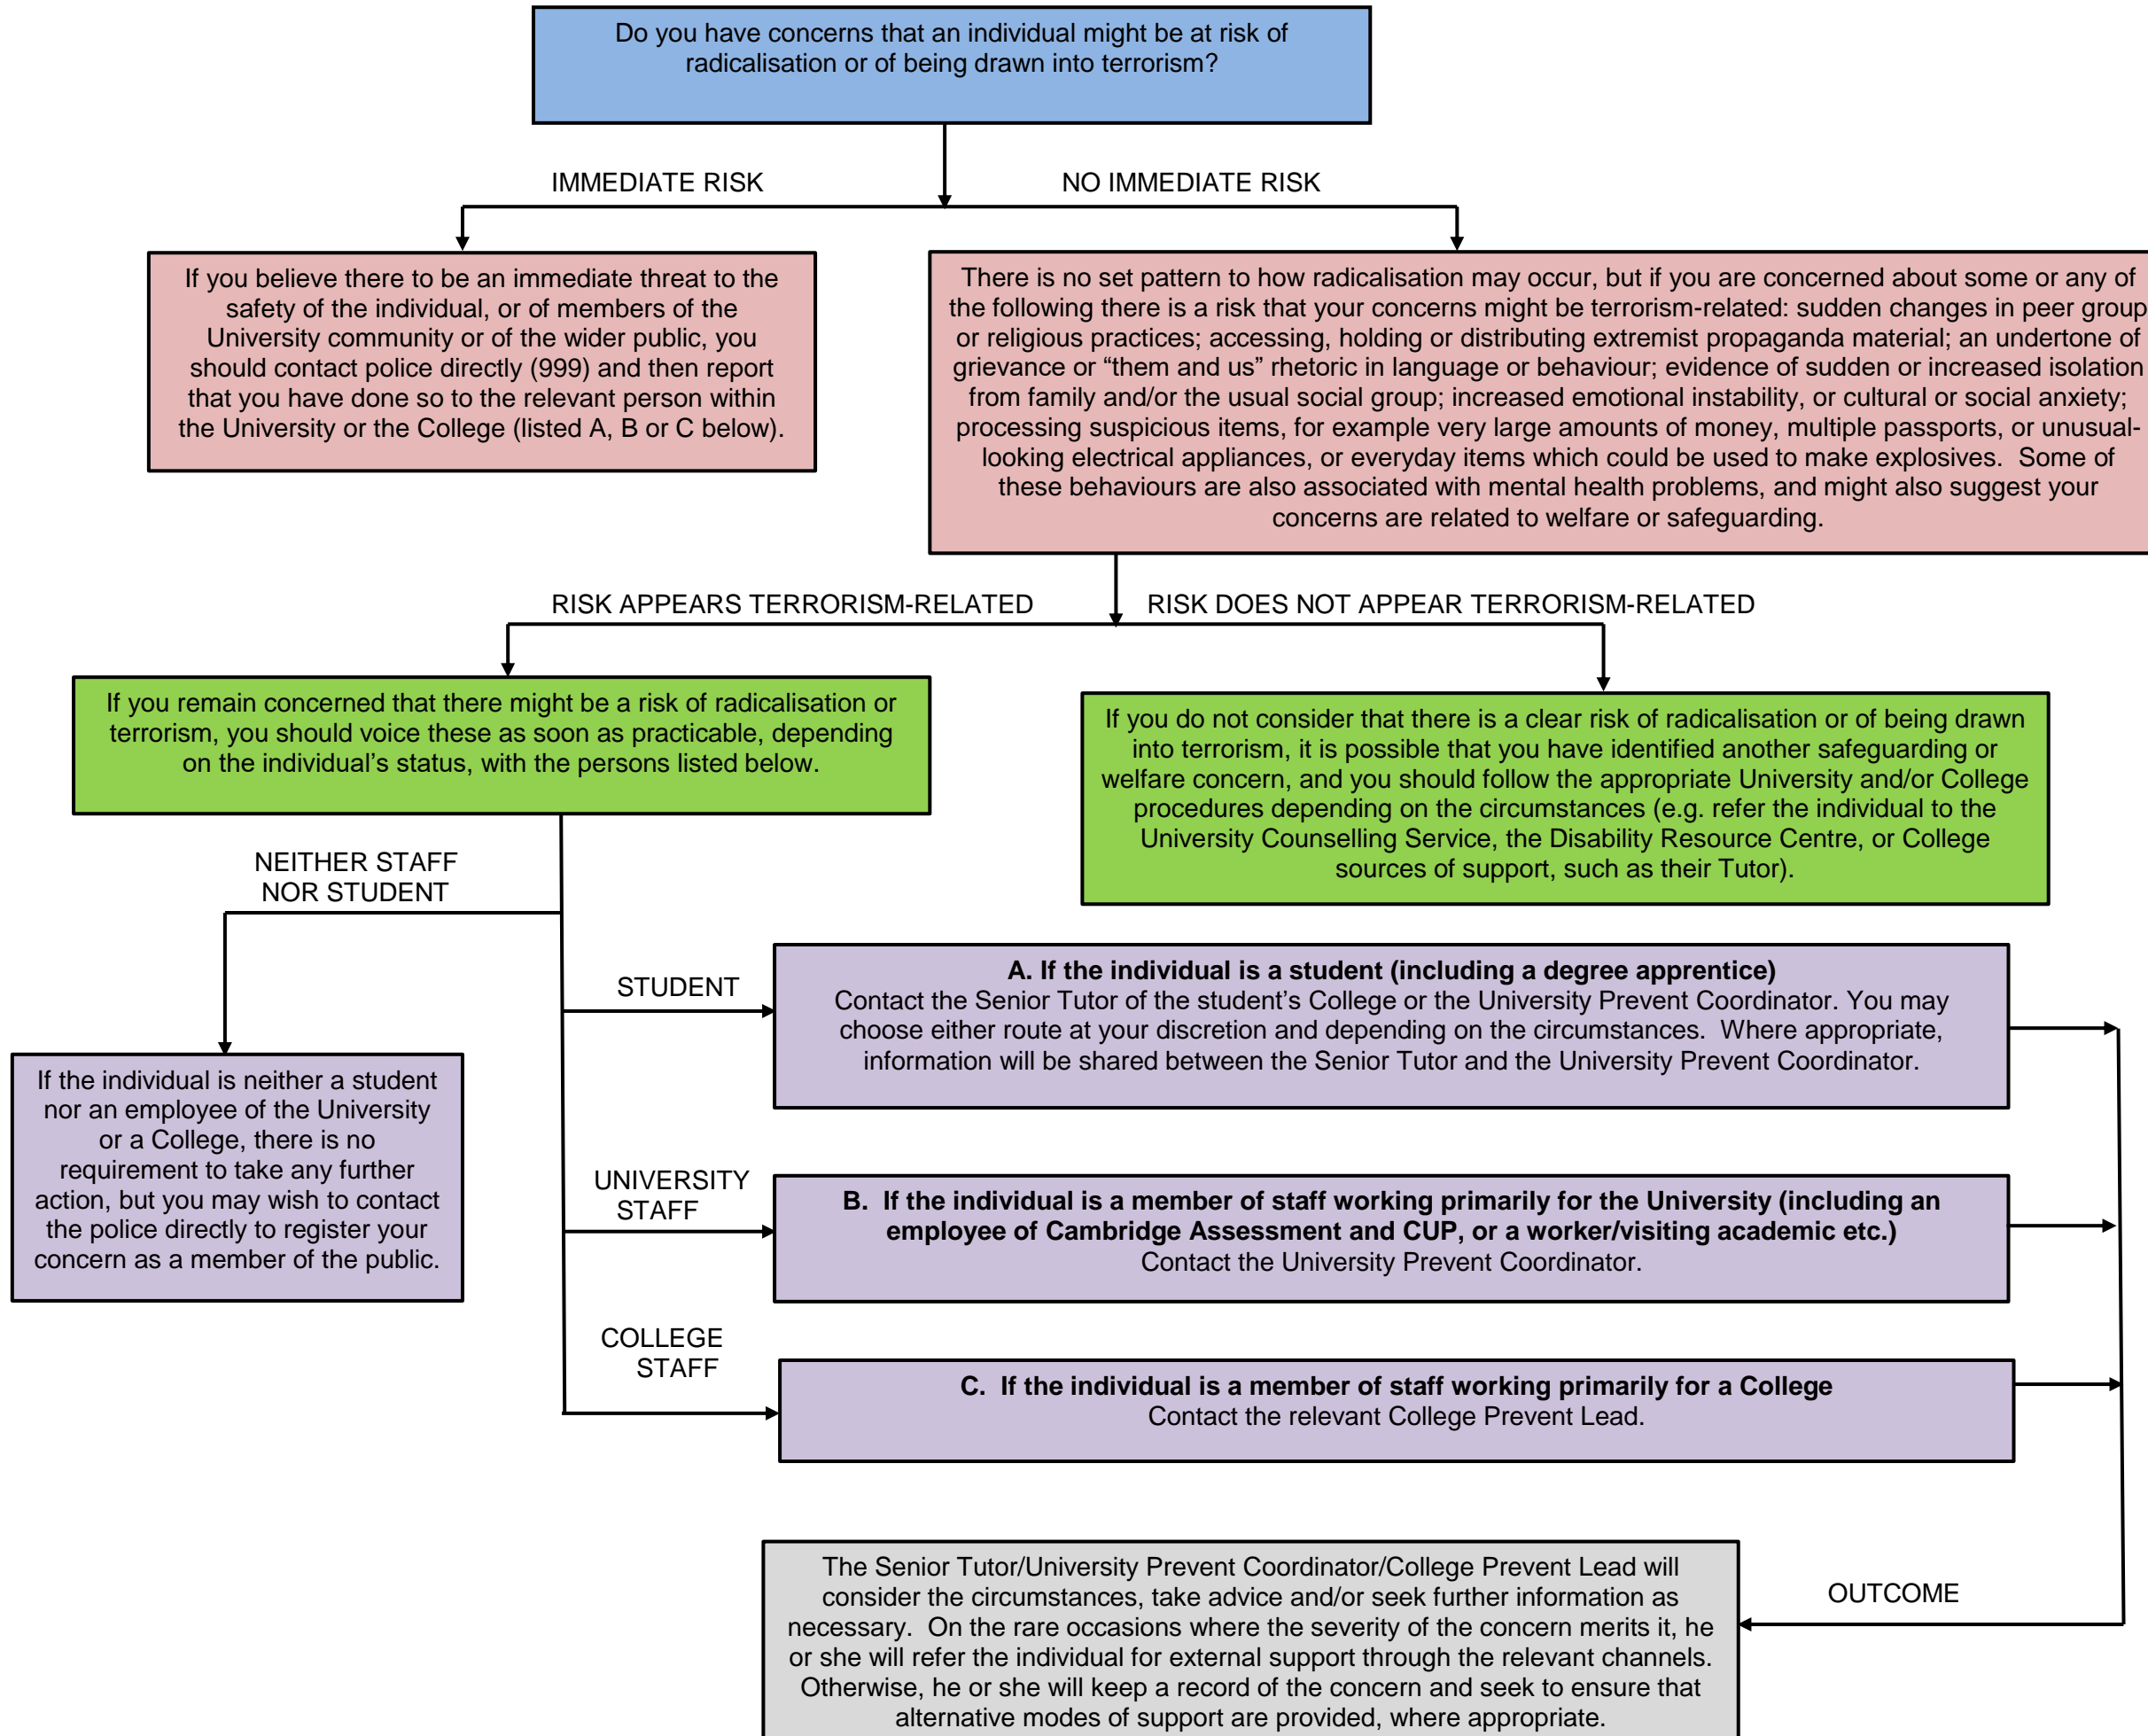 Do you have concerns that an individual might be at risk of
radicalisation or of being drawn into terrorism?
IMMEDIATE RISK
NO IMMEDIATE RISK
If you believe there to be an immediate threat to the
safety of the individual, or of members of the
University community or of the wider public, you
should contact police directly (999) and then report
that you have done so to the relevant person within
the University or the College (listed A, B or C below).
There is no set pattern to how radicalisation may occur, but if you are concerned about some or any of
the following there is a risk that your concerns might be terrorism-related: sudden changes in peer group
or religious practices; accessing, holding or distributing extremist propaganda material; an undertone of
grievance or “them and us” rhetoric in language or behaviour; evidence of sudden or increased isolation
from family and/or the usual social group; increased emotional instability, or cultural or social anxiety;
processing suspicious items, for example very large amounts of money, multiple passports, or unusual-
looking electrical appliances, or everyday items which could be used to make explosives.  Some of
these behaviours are also associated with mental health problems, and might also suggest your
concerns are related to welfare or safeguarding.
RISK APPEARS TERRORISM-RELATED
RISK DOES NOT APPEAR TERRORISM-RELATED
If you remain concerned that there might be a risk of radicalisation or
terrorism, you should voice these as soon as practicable, depending
on the individual’s status, with the persons listed below.
If you do not consider that there is a clear risk of radicalisation or of being drawn
into terrorism, it is possible that you have identified another safeguarding or
welfare concern, and you should follow the appropriate University and/or College
procedures depending on the circumstances (e.g. refer the individual to the
University Counselling Service, the Disability Resource Centre, or College
sources of support, such as their Tutor).
NEITHER STAFF
NOR STUDENT
If the individual is neither a student
nor an employee of the University
or a College, there is no
requirement to take any further
action, but you may wish to contact
the police directly to register your
concern as a member of the public.
STUDENT
A. If the individual is a student (including a degree apprentice)
Contact the Senior Tutor of the student’s College or the University Prevent Coordinator. You may
choose either route at your discretion and depending on the circumstances.  Where appropriate,
information will be shared between the Senior Tutor and the University Prevent Coordinator.
UNIVERSITY
STAFF
B.  If the individual is a member of staff working primarily for the University (including an
employee of Cambridge Assessment and CUP, or a worker/visiting academic etc.)
Contact the University Prevent Coordinator.
COLLEGE
STAFF
C.  If the individual is a member of staff working primarily for a College
Contact the relevant College Prevent Lead.
OUTCOME
The Senior Tutor/University Prevent Coordinator/College Prevent Lead will
consider the circumstances, take advice and/or seek further information as
necessary.  On the rare occasions where the severity of the concern merits it, he
or she will refer the individual for external support through the relevant channels.
Otherwise, he or she will keep a record of the concern and seek to ensure that
alternative modes of support are provided, where appropriate.